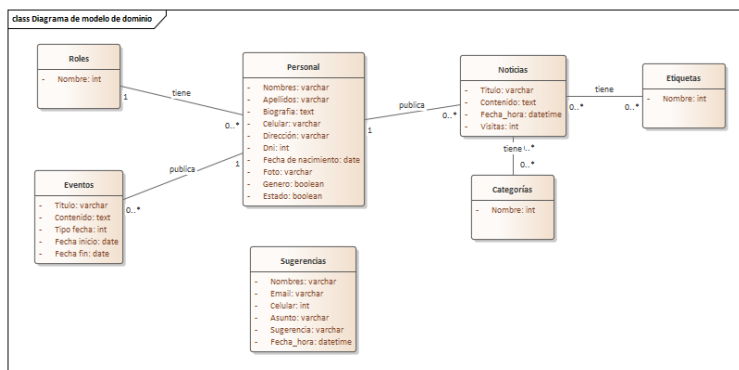 class Diagrama de modelo de dominio
Roles
- Nombre: int
tiene
1
0..*
Personal
- Nombres: varchar
- Apellidos: varchar
- Biografia: text
- Celular: varchar
- Dirección: varchar
- Dni: int
- Fecha de nacimiento: date
- Foto: varchar
- Genero: boolean
- Estado: boolean
publica
1
0..*
Noticias
- Titulo: varchar
- Contenido: text
- Fecha_hora: datetime
- Visitas: int
tiene
0..*
0..*
Etiquetas
- Nombre: int
tiene
0..*
Categorías
- Nombre: int
publica
1
0..*
Eventos
- Titulo: varchar
- Contenido: text
- Tipo fecha: int
- Fecha inicio: date
- Fecha fin: date
Sugerencias
- Nombres: varchar
- Email: varchar
- Celular: int
- Asunto: varchar
- Sugerencia: varchar
- Fecha_hora: datetime